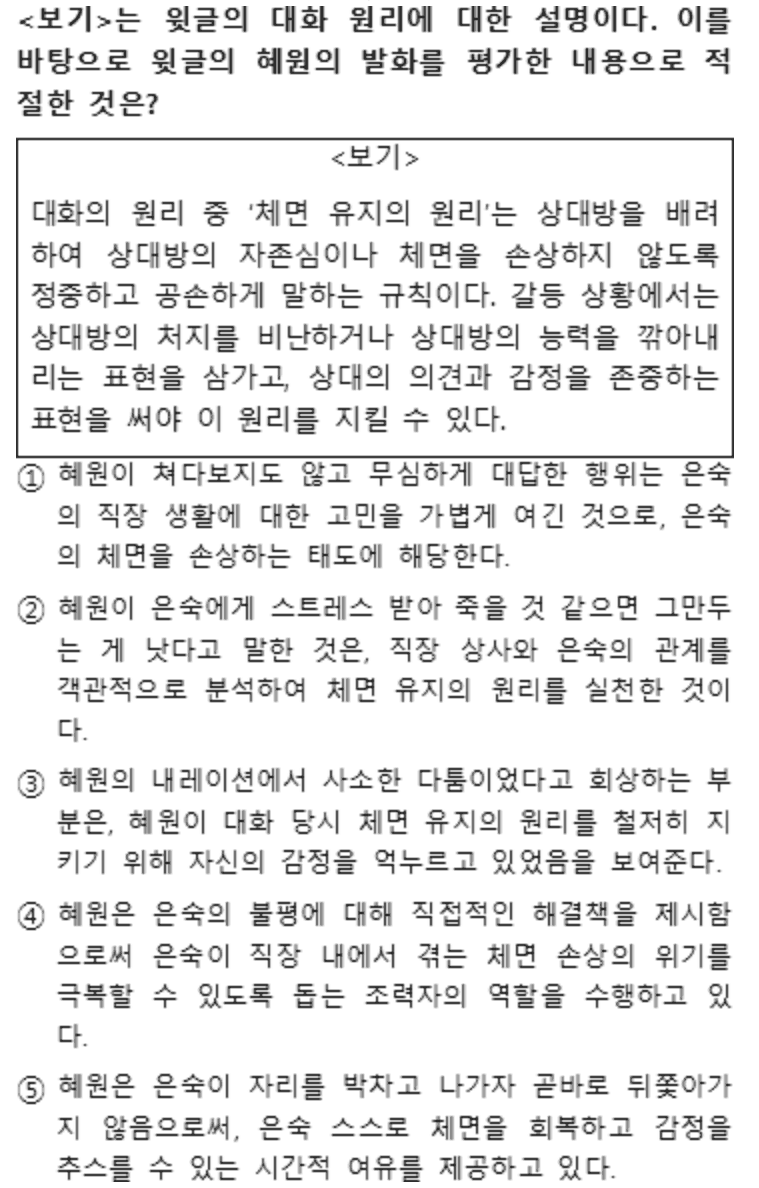 <보기>는 윗글의 대화 원리에 대한 설명이다. 이를
바탕으로 윗글의 혜원의 발화를 평가한 내용으로 적
절한 것은?
<보기>
대화의 원리 중 '체면 유지의 원리'는 상대방을 배려
하여 상대방의 자존심이나 체면을 손상하지 않도록
정중하고 공손하게 말하는 규칙이다. 갈등 상황에서는
상대방의 처지를 비난하거나 상대방의 능력을 깎아내
리는 표현을 삼가고, 상대의 의견과 감정을 존중하는
표현을 써야 이 원리를 지킬 수 있다.
① 혜원이 쳐다보지도 않고 무심하게 대답한 행위는 은숙
의 직장 생활에 대한 고민을 가볍게 여긴 것으로, 은숙
의 체면을 손상하는 태도에 해당한다.
② 혜원이 은숙에게 스트레스 받아 죽을 것 같으면 그만두
는 게 낫다고 말한 것은, 직장 상사와 은숙의 관계를
객관적으로 분석하여 체면 유지의 원리를 실천한 것이
다.
③ 혜원의 내레이션에서 사소한 다툼이었다고 회상하는 부
분은, 혜원이 대화 당시 체면 유지의 원리를 철저히 지
키기 위해 자신의 감정을 억누르고 있었음을 보여준다.
④ 혜원은 은숙의 불평에 대해 직접적인 해결책을 제시함
으로써 은숙이 직장 내에서 겪는 체면 손상의 위기를
극복할 수 있도록 돕는 조력자의 역할을 수행하고 있
다.
⑤ 혜원은 은숙이 자리를 박차고 나가자 곧바로 뒤쫓아가
지 않음으로써, 은숙 스스로 체면을 회복하고 감정을
추스를 수 있는 시간적 여유를 제공하고 있다.